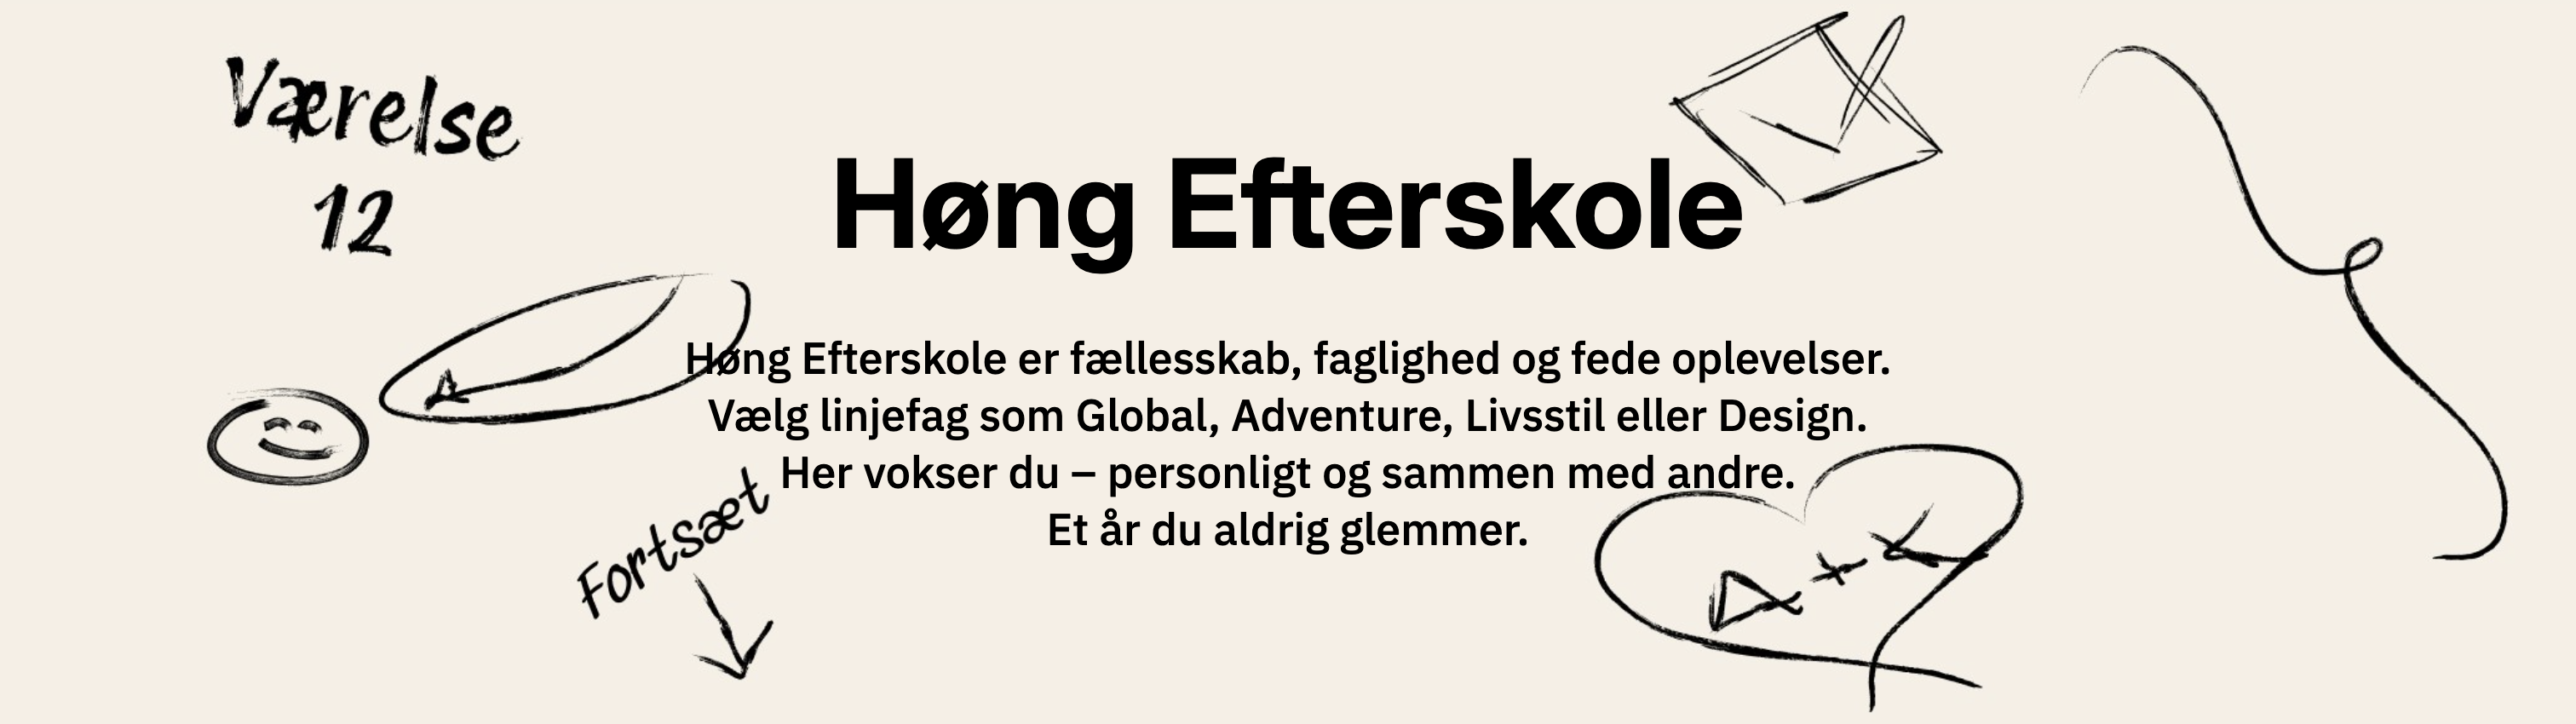 Værelse
12
Høng Efterskole
Høng Efterskole er fællesskab, faglighed og fede oplevelser.
Vælg linjefag som Global, Adventure, Livsstil eller Design.
Her vokser du – personligt og sammen med andre.
Et år du aldrig glemmer.
Fortsæt